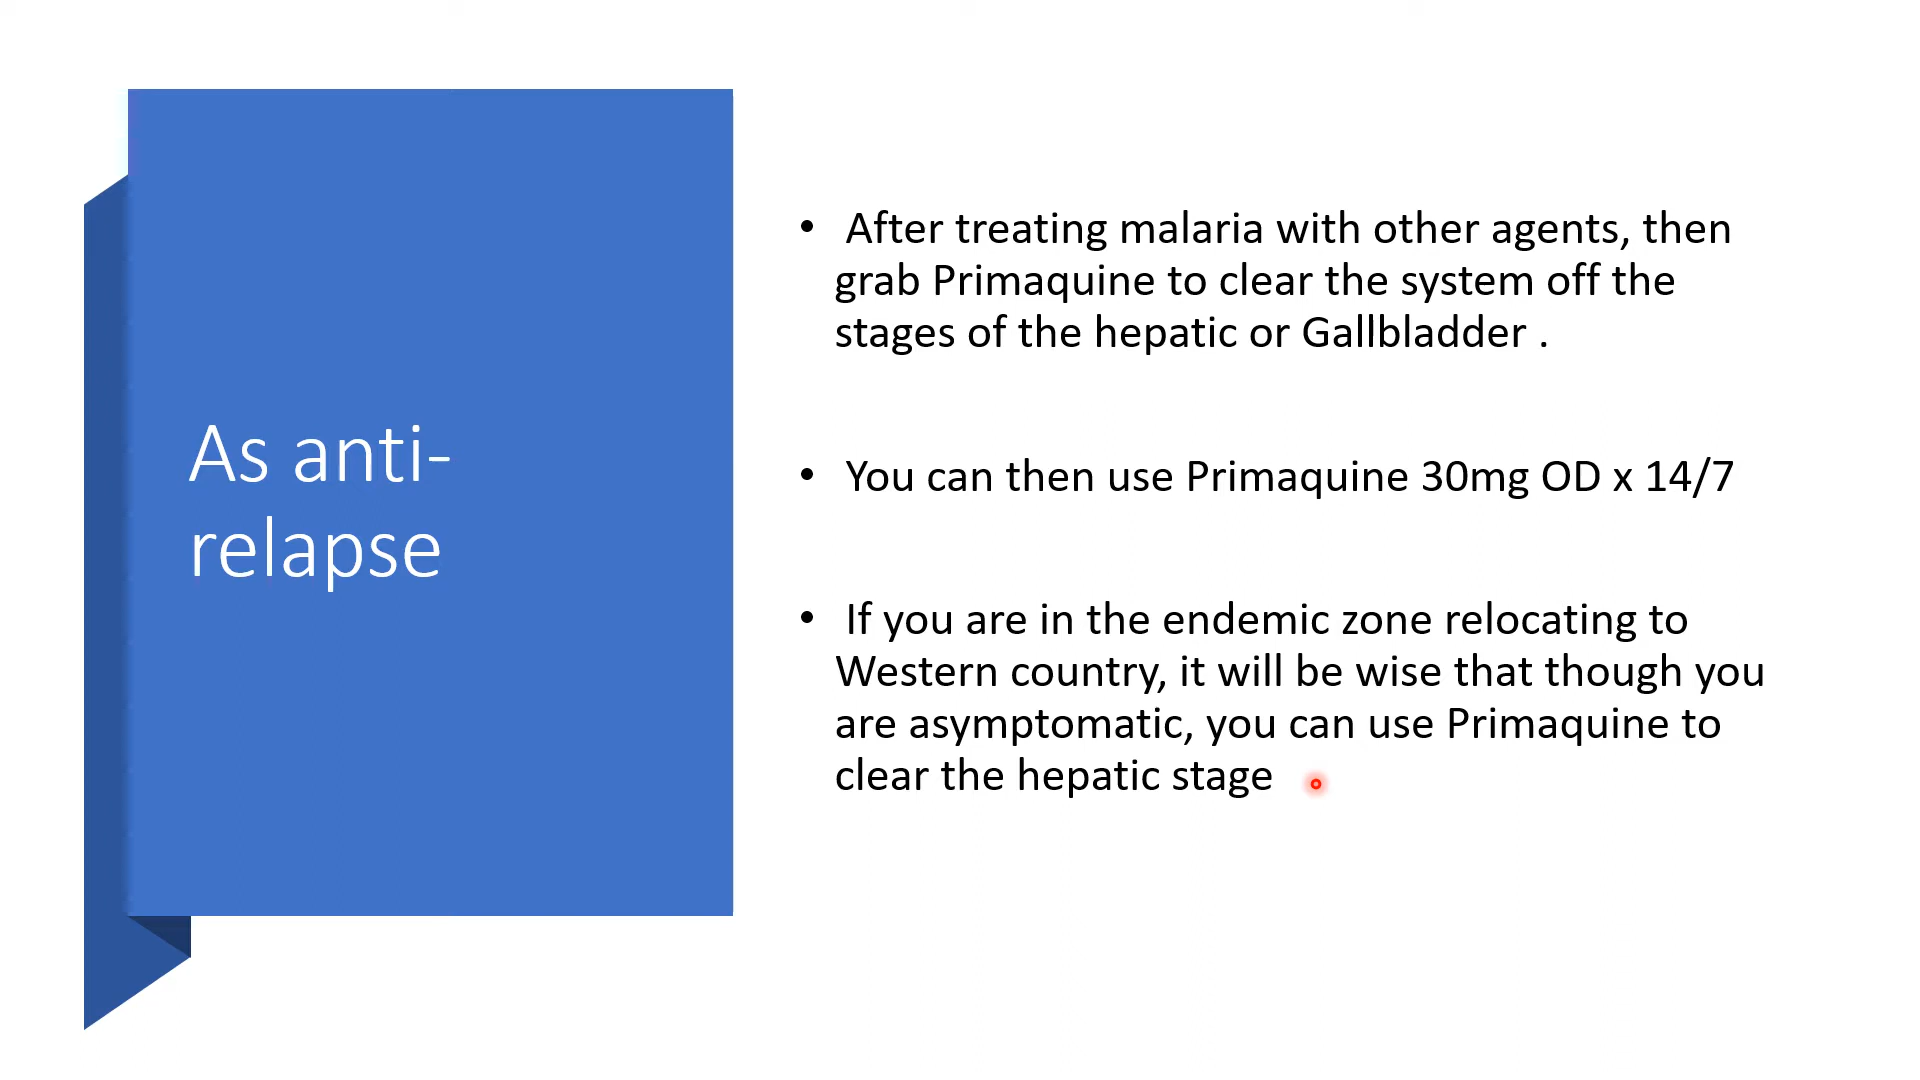 As anti-
relapse
• After treating malaria with other agents, then
grab Primaquine to clear the system off the
stages of the hepatic or Gallbladder .
• You can then use Primaquine 30mg OD x 14/7
• If you are in the endemic zone relocating to
Western country, it will be wise that though you
are asymptomatic, you can use Primaquine to
clear the hepatic stage